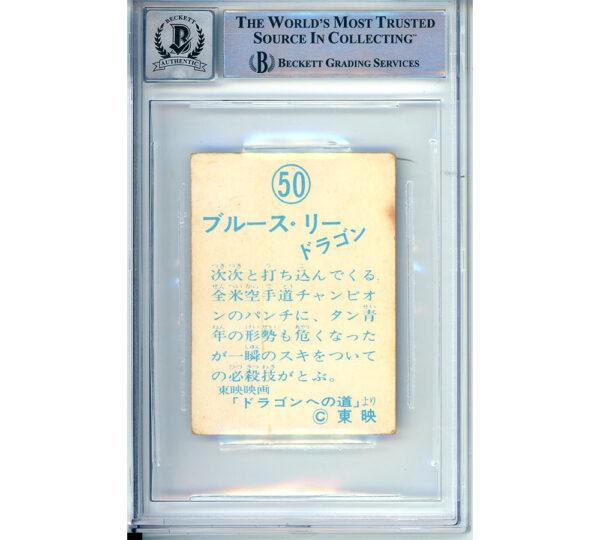 BECKETT
B
AUTHENTIC
THE WORLD'S MOST TRUSTED
SOURCE IN COLLECTING™
B BECKETT GRADING SERVICES
50
ブルース・リー
ドラゴン
次次と打ち込んでくる
全米空手道チャンピオ
ンのパンチに、タン青
年の形勢も危くなった
が一瞬のスキをついて
の必殺技がとぶ。
東映映画
「ドラゴンへの道」より
© 東映